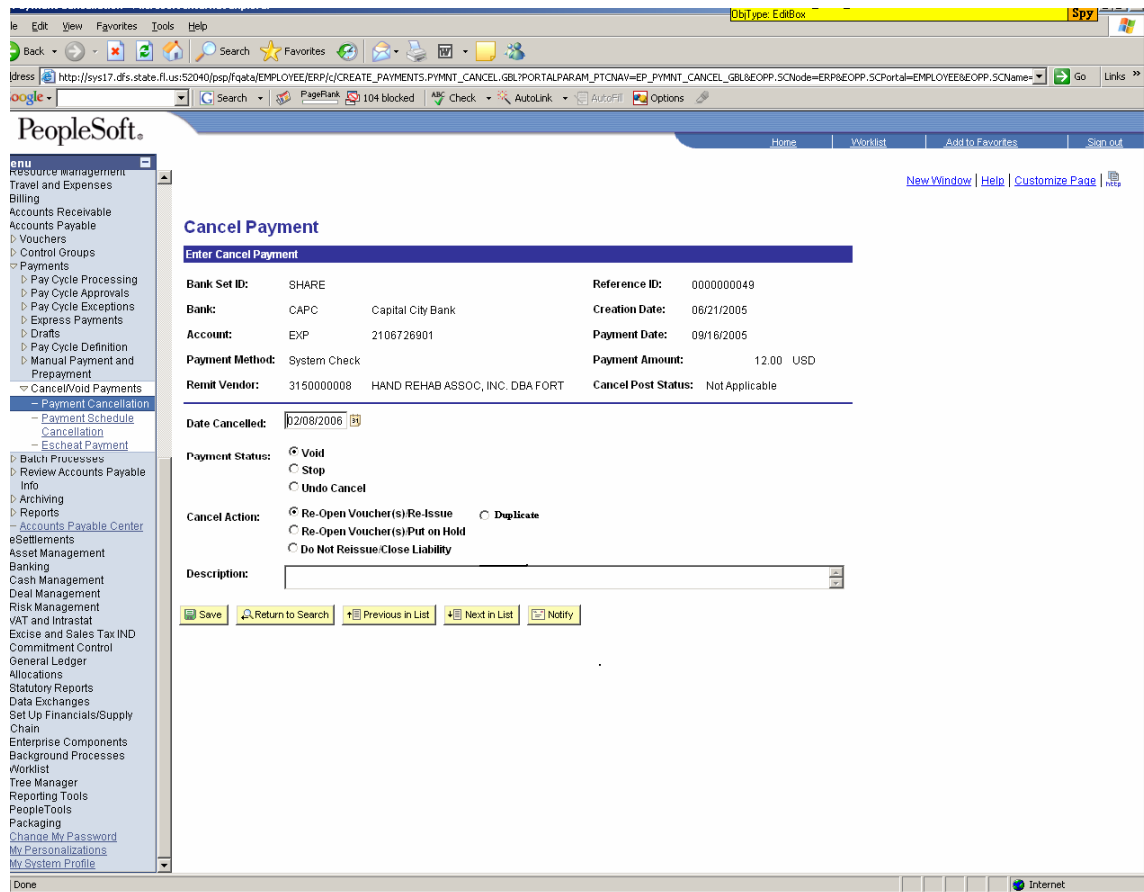 ObjType: EditBox
Spy
Edit View Favorites Tools Help
Back Search Favorites
http://sys17.dfs.state.fl.us:52040/psp/fqata/EMPLOYEE/ERP/c/CREATE_PAYMENTS.PYMNT_CANCEL.GBL?PORTALPARAM_PTCNAV=EP_PYMNT_CANCEL_GBL&EOPP.SCNode=ERP&EOPP.SCPortal=EMPLOYEE&EOPP.SCName= Go Links »
Search PageRank 104 blocked ABC Check AutoLink AutoFill Options
PeopleSoft.
Home Worklist Add to Favorites Sign out
New Window | Help | Customize Page | http
enu
Resource Management
Travel and Expenses
Billing
Accounts Receivable
Accounts Payable
Vouchers
Control Groups
Payments
Pay Cycle Processing
Pay Cycle Approvals
Pay Cycle Exceptions
Express Payments
Drafts
Pay Cycle Definition
Manual Payment and
Prepayment
Cancel/Void Payments
– Payment Cancellation
– Payment Schedule
Cancellation
– Escheat Payment
Batch Processes
Review Accounts Payable
Info
Archiving
Reports
– Accounts Payable Center
eSettlements
Asset Management
Banking
Cash Management
Deal Management
Risk Management
VAT and Intrastat
Excise and Sales Tax IND
Commitment Control
General Ledger
Allocations
Statutory Reports
Data Exchanges
Set Up Financials/Supply
Chain
Enterprise Components
Background Processes
Worklist
Tree Manager
Reporting Tools
PeopleTools
Packaging
Change My Password
My Personalizations
My System Profile
Cancel Payment
Enter Cancel Payment
Bank Set ID: SHARE Reference ID: 0000000049
Bank: CAPC Capital City Bank Creation Date: 06/21/2005
Account: EXP 2106726901 Payment Date: 09/16/2005
Payment Method: System Check Payment Amount: 12.00 USD
Remit Vendor: 3150000008 HAND REHAB ASSOC, INC. DBA FORT Cancel Post Status: Not Applicable
Date Cancelled: 02/08/2006 31
Payment Status: Void
Stop
Undo Cancel
Cancel Action: Re-Open Voucher(s)/Re-Issue Duplicate
Re-Open Voucher(s)/Put on Hold
Do Not Reissue/Close Liability
Description:
Save Return to Search Previous in List Next in List Notify
Done Internet